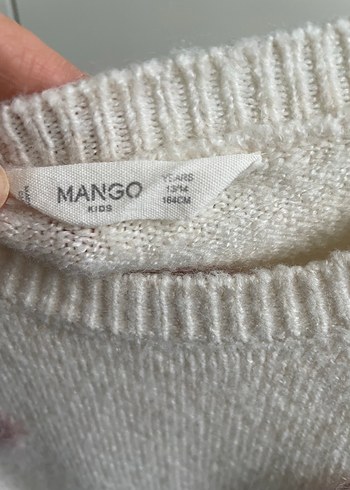 MANGO
KIDS
YEARS
13/14
164CM